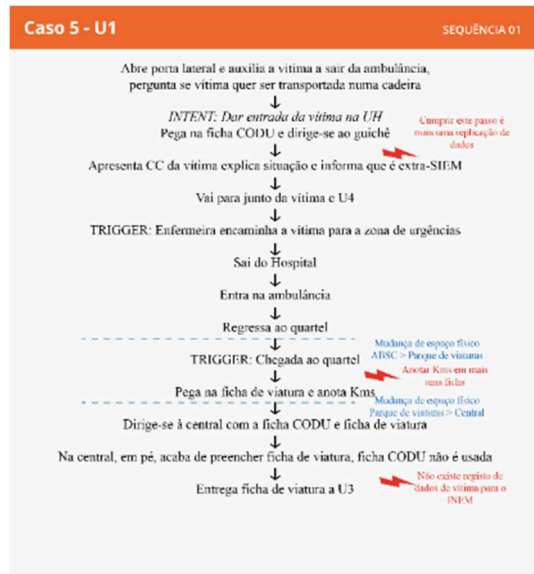 Caso 5 - U1
SEQUÊNCIA 01
Abre porta lateral e auxilia a vítima a sair da ambulância,
pergunta se vítima quer ser transportada numa cadeira
INTENT: Dar entrada da vítima na UH
Pega na ficha CODU e dirige-se ao guichê
Cumprir este passo é
mais uma replicação de
dados
Apresenta CC da vítima explica situação e informa que é extra-SIEM
Vai para junto da vítima e U4
TRIGGER: Enfermeira encaminha a vítima para a zona de urgências
Sai do Hospital
Entra na ambulância
Regressa ao quartel
Mudança de espaço físico
ABSC > Parque de viaturas
TRIGGER: Chegada ao quartel
Anotar Kms em mais
uma ficha
Pega na ficha de viatura e anota Kms
Mudança de espaço físico
Parque de viaturas > Central
Dirige-se à central com a ficha CODU e ficha de viatura
Na central, em pé, acaba de preencher ficha de viatura, ficha CODU não é usada
Entrega ficha de viatura a U3
Não existe registo de
dados de vítima para o
INEM